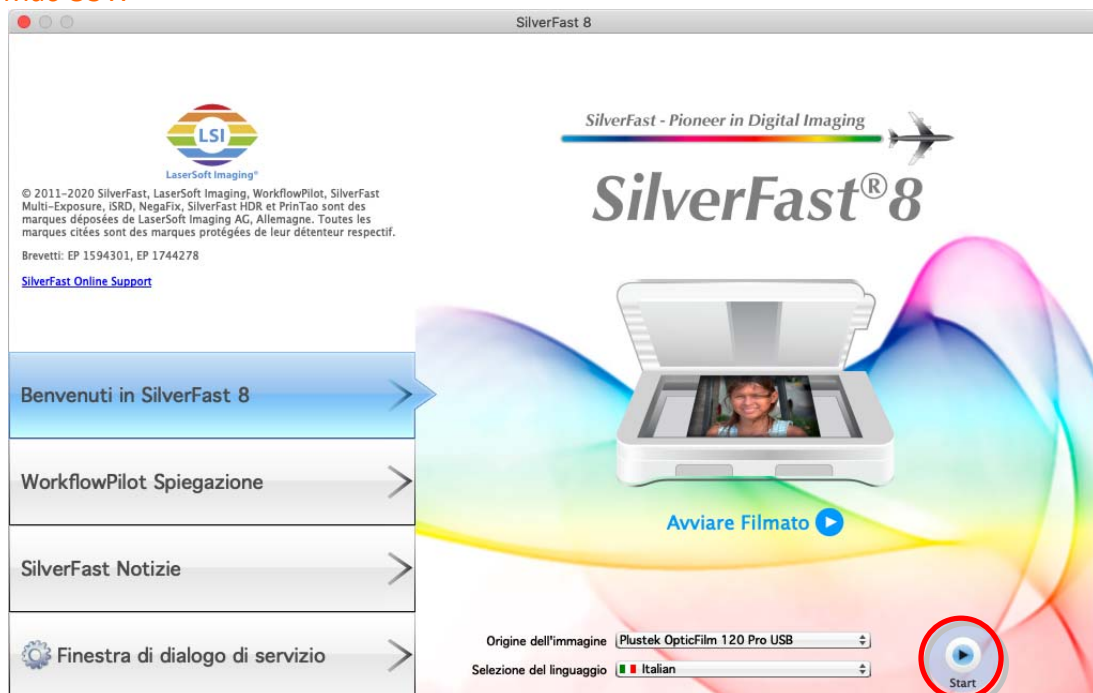 SilverFast 8
LSI
LaserSoft Imaging®
© 2011–2020 SilverFast, LaserSoft Imaging, WorkflowPilot, SilverFast
Multi-Exposure, iSRD, NegaFix, SilverFast HDR et PrinTao sont des
marques déposées de LaserSoft Imaging AG, Allemagne. Toutes les
marques citées sont des marques protégées de leur détenteur respectif.
Brevetti: EP 1594301, EP 1744278
SilverFast Online Support
Benvenuti in SilverFast 8
WorkflowPilot Spiegazione
SilverFast Notizie
Finestra di dialogo di servizio
SilverFast - Pioneer in Digital Imaging
SilverFast®8
Avviare Filmato
Origine dell'immagine Plustek OpticFilm 120 Pro USB
Selezione del linguaggio Italian
Start